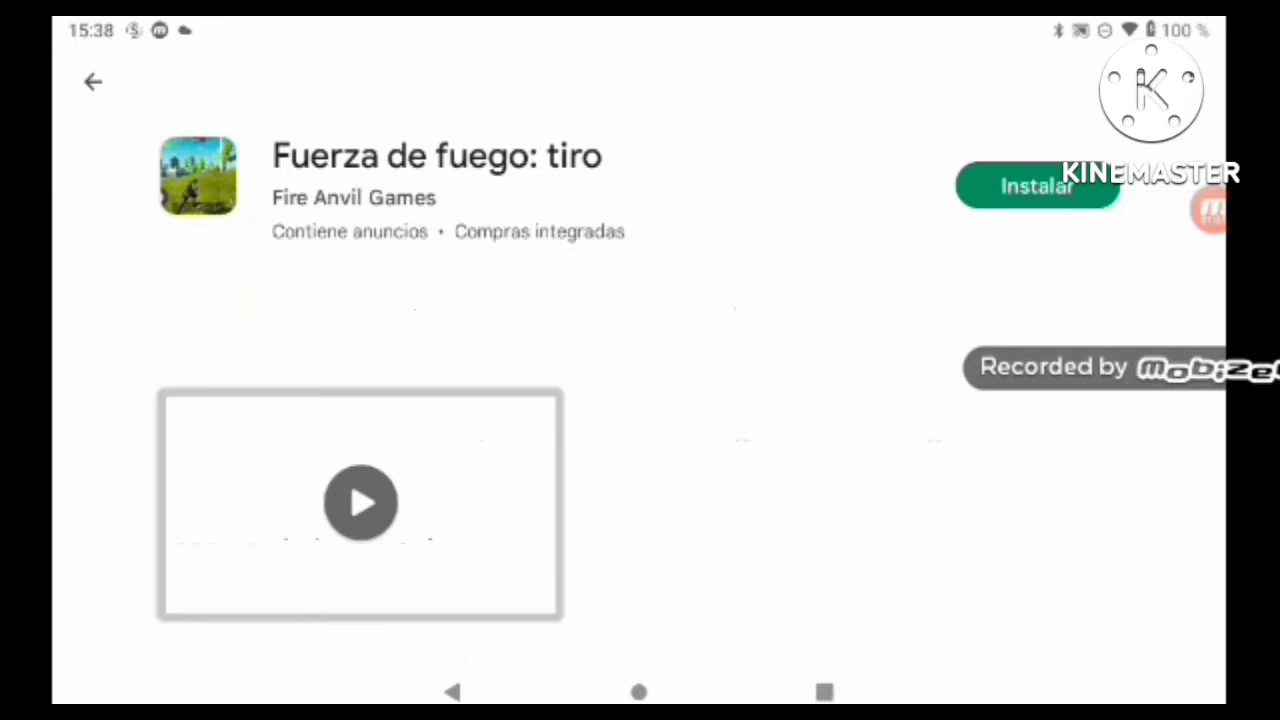 15:38
100 %
Fuerza de fuego: tiro
Fire Anvil Games
Contiene anuncios • Compras integradas
Instalar
KINEMASTER
Recorded by